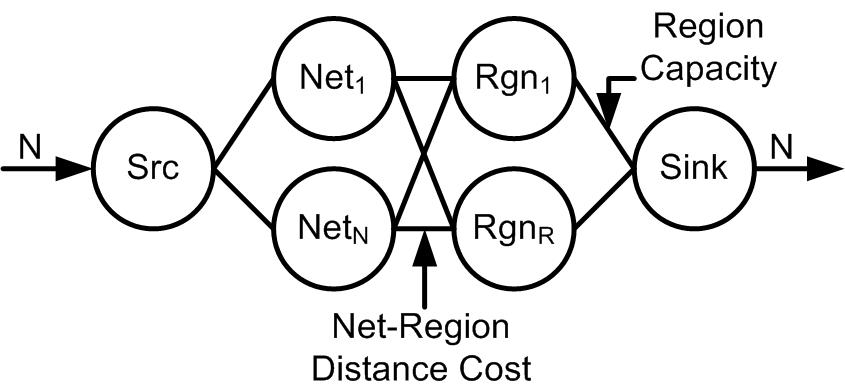 Region
Capacity
Net1
Rgn1
N
Src
Sink
N
NetN
RgnR
Net-Region
Distance Cost